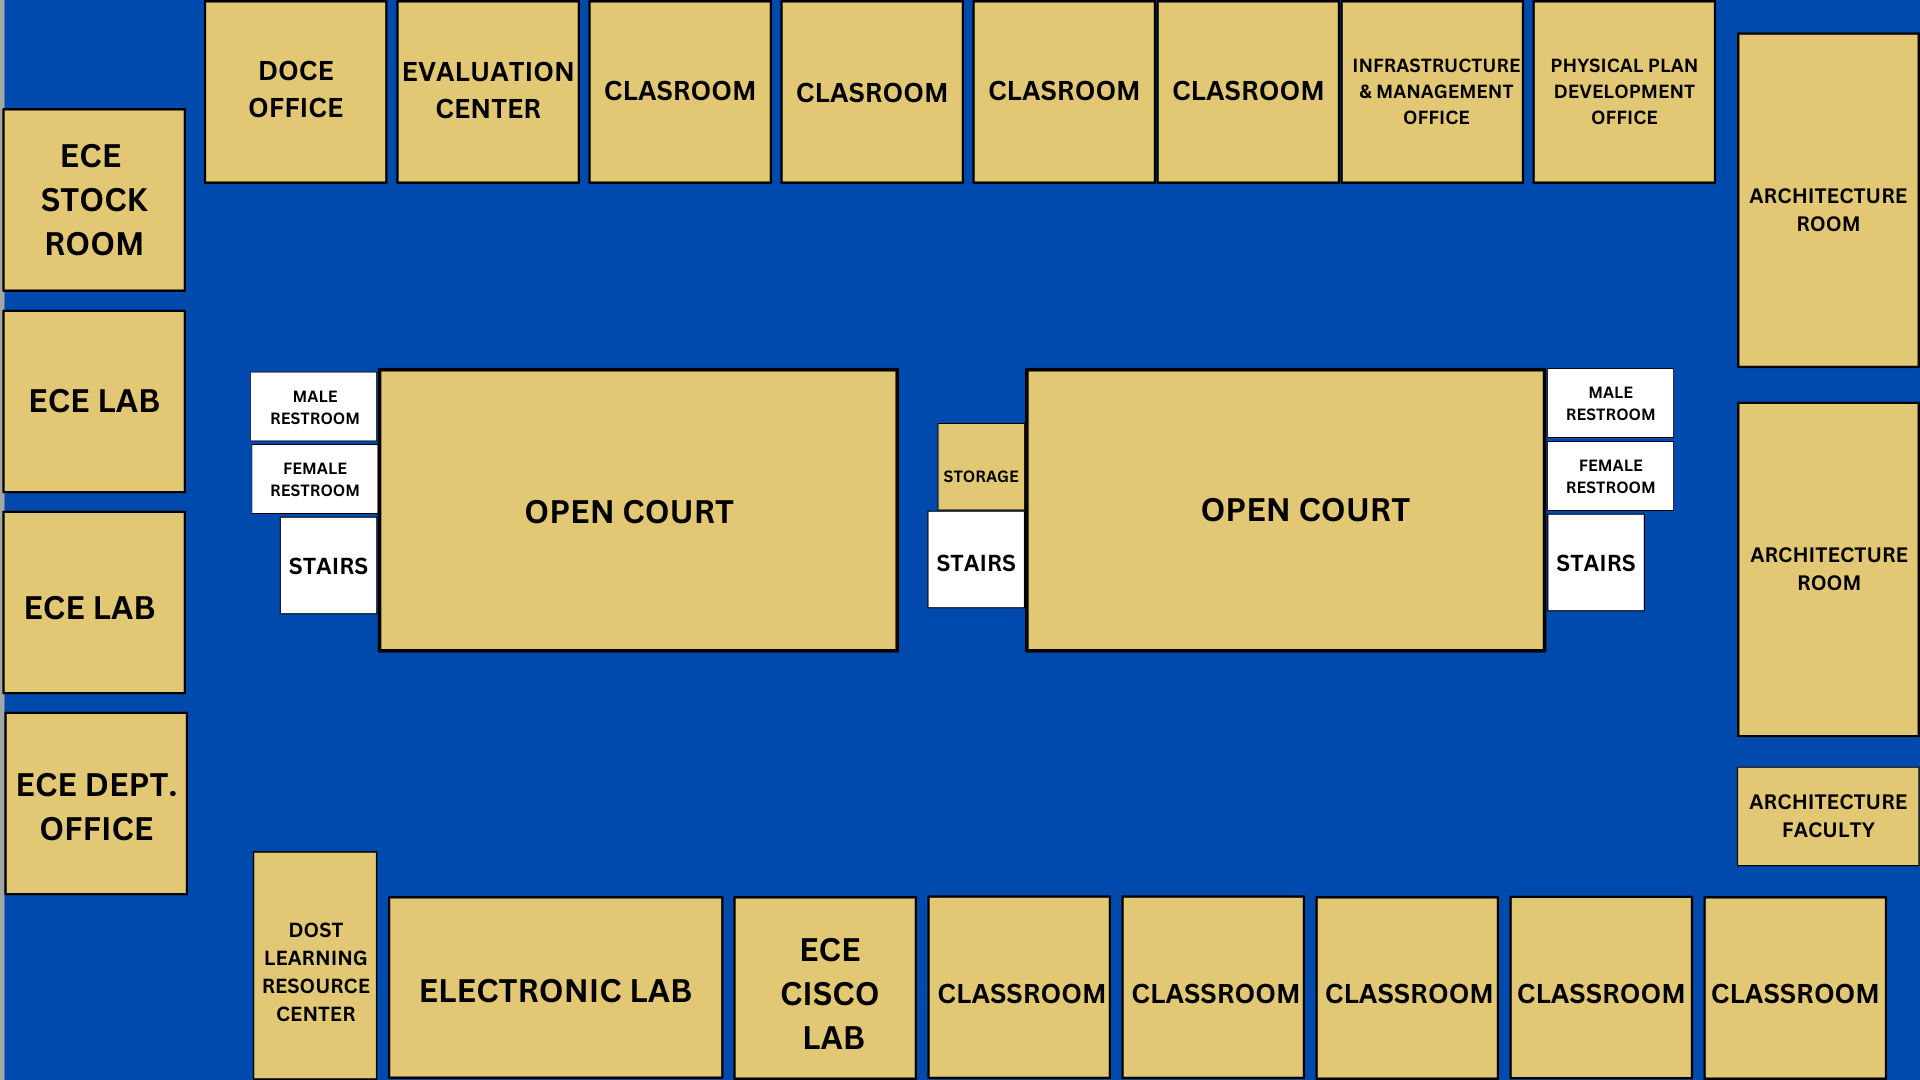 DOCE
OFFICE
EVALUATION
CENTER
CLASROOM
CLASROOM
CLASROOM
CLASROOM
INFRASTRUCTURE
& MANAGEMENT
OFFICE
PHYSICAL PLAN
DEVELOPMENT
OFFICE
ARCHITECTURE
ROOM
ECE
STOCK
ROOM
ECE LAB
ECE LAB
ECE DEPT.
OFFICE
MALE
RESTROOM
FEMALE
RESTROOM
STAIRS
OPEN COURT
STORAGE
STAIRS
OPEN COURT
MALE
RESTROOM
FEMALE
RESTROOM
STAIRS
ARCHITECTURE
ROOM
ARCHITECTURE
FACULTY
DOST
LEARNING
RESOURCE
CENTER
ELECTRONIC LAB
ECE
CISCO
LAB
CLASSROOM
CLASSROOM
CLASSROOM
CLASSROOM
CLASSROOM